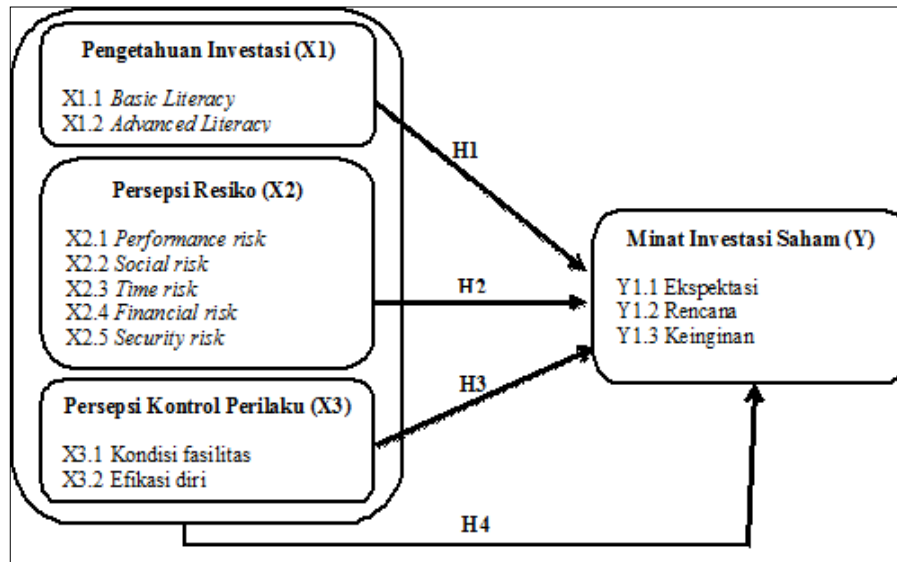 Pengetahuan Investasi (X1)
X1.1 Basic Literacy
X1.2 Advanced Literacy
H1
Persepsi Resiko (X2)
X2.1 Performance risk
X2.2 Social risk
X2.3 Time risk
X2.4 Financial risk
X2.5 Security risk
H2
Minat Investasi Saham (Y)
Y1.1 Ekspektasi
Y1.2 Rencana
Y1.3 Keinginan
H3
Persepsi Kontrol Perilaku (X3)
X3.1 Kondisi fasilitas
X3.2 Efikasi diri
H4